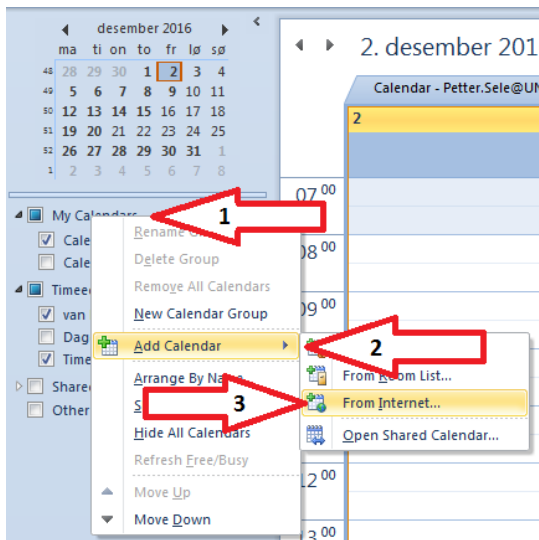 desember 2016
ma ti on to fr lø sø
48 28 29 30 1 2 3 4
49 5 6 7 8 9 10 11
50 12 13 14 15 16 17 18
51 19 20 21 22 23 24 25
52 26 27 28 29 30 31 1
1 2 3 4 5 6 7 8
2. desember 201
Calendar - Petter.Sele@UN
2
07 00
08 00
09 00
12 00
13 00
My Calendars
Cale
Cale
Timee
van
Dag
Time
Share
Other
1
Rename G
Delete Group
Remove All Calendars
New Calendar Group
Add Calendar
Arrange By Name
S
Hide All Calendars
Refresh Free/Busy
Move Up
Move Down
2
From Room List...
3
From Internet...
Open Shared Calendar...